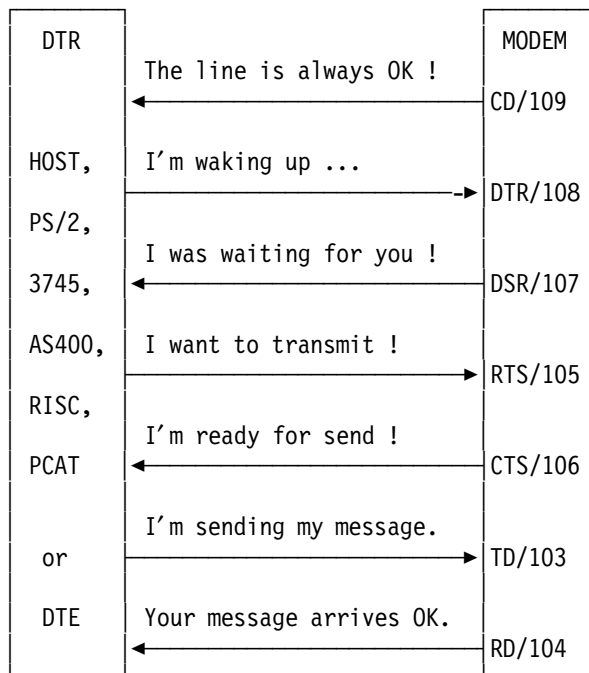 DTR MODEM
The line is always OK !
CD/109
HOST, I'm waking up ...
DTR/108
PS/2,
I was waiting for you !
3745, DSR/107
AS400, I want to transmit !
RTS/105
RISC,
I'm ready for send !
PCAT CTS/106
I'm sending my message.
or TD/103
DTE Your message arrives OK.
RD/104